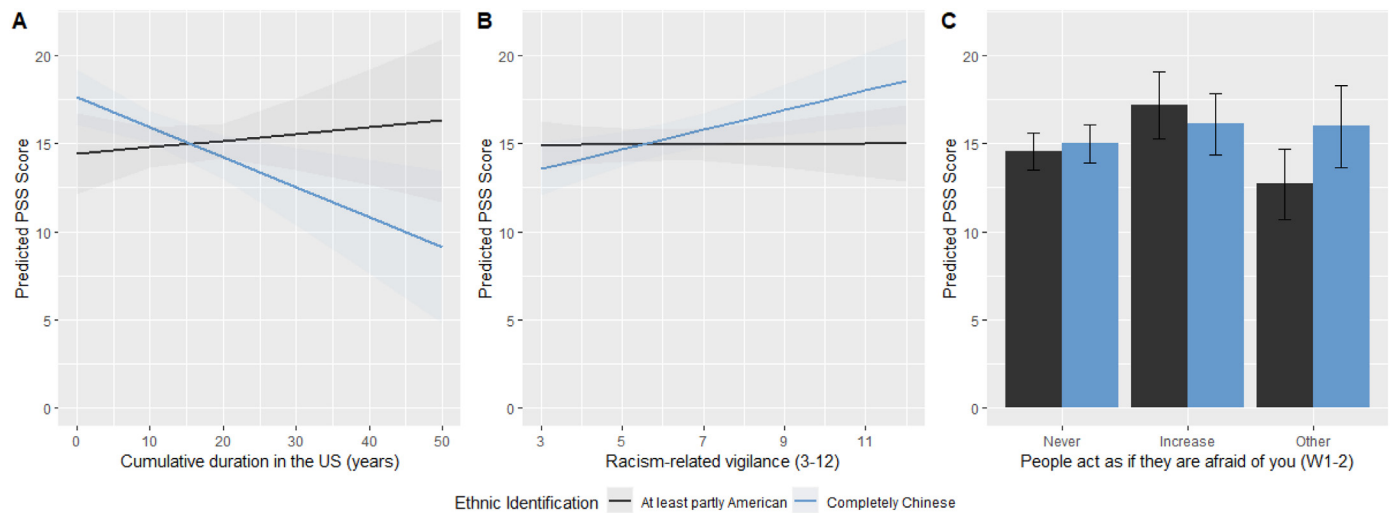 A
Predicted PSS Score
20
15
10
5
0
0 10 20 30 40 50
Cumulative duration in the US (years)
B
Predicted PSS Score
20
15
10
5
0
3 5 7 9 11
Racism-related vigilance (3-12)
C
Predicted PSS Score
20
15
10
5
0
Never Increase Other
People act as if they are afraid of you (W1-2)
Ethnic Identification At least partly American Completely Chinese